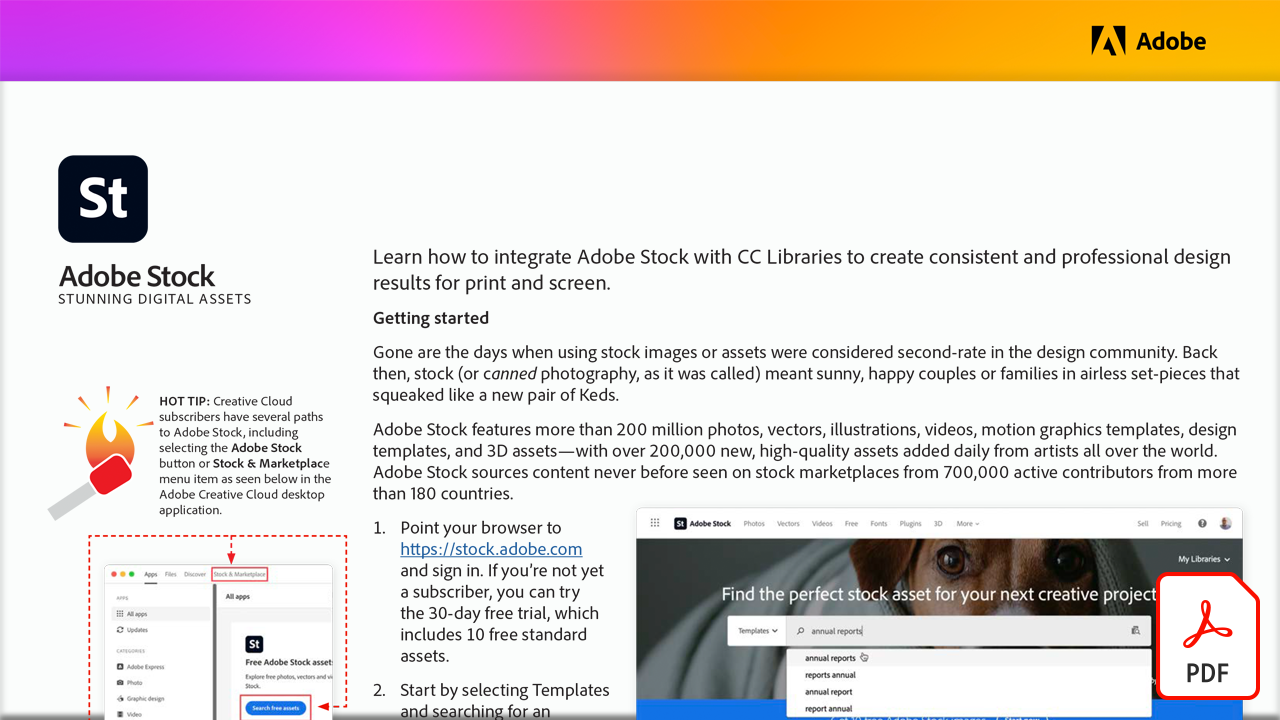 Adobe
St
Adobe Stock
STUNNING DIGITAL ASSETS
HOT TIP: Creative Cloud
subscribers have several paths
to Adobe Stock, including
selecting the Adobe Stock
button or Stock & Marketplace
menu item as seen below in the
Adobe Creative Cloud desktop
application.
Apps Files Discover Stock & Marketplace
APPS
All apps
Updates
CATEGORIES
Adobe Express
Photo
Graphic design
Video
All apps
St
Free Adobe Stock assets
Explore free photos, vectors and vi
Stock.
Search free assets
Learn how to integrate Adobe Stock with CC Libraries to create consistent and professional design
results for print and screen.
Getting started
Gone are the days when using stock images or assets were considered second-rate in the design community. Back
then, stock (or canned photography, as it was called) meant sunny, happy couples or families in airless set-pieces that
squeaked like a new pair of Keds.
Adobe Stock features more than 200 million photos, vectors, illustrations, videos, motion graphics templates, design
templates, and 3D assets—with over 200,000 new, high-quality assets added daily from artists all over the world.
Adobe Stock sources content never before seen on stock marketplaces from 700,000 active contributors from more
than 180 countries.
1. Point your browser to
https://stock.adobe.com
and sign in. If you're not yet
a subscriber, you can try
the 30-day free trial, which
includes 10 free standard
assets.
2. Start by selecting Templates
and searching for an
St Adobe Stock Photos Vectors Videos Free Fonts Plugins 3D More Sell Pricing
My Libraries
Find the perfect stock asset for your next creative project
Templates annual reports
annual reports
reports annual
annual report
report annual
PDF